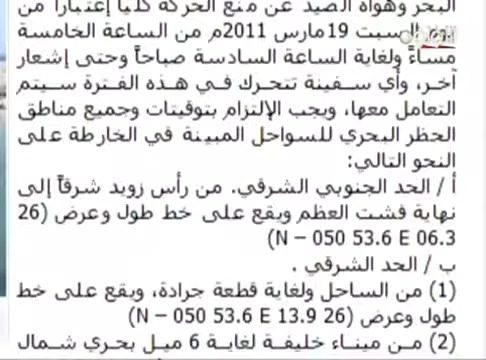 البحر وهواة الصيد عن منع الحركة كلياً إعتباراً من
السبت 19مارس 2011م من الساعة الخامسة
مساءً ولغاية الساعة السادسة صباحاً وحتى إشعار
آخر، وأي سفينة تتحرك في هذه الفترة سيتم
التعامل معها، ويجب الإلتزام بتوقيتات وجميع مناطق
الحظر البحري للسواحل المبينة في الخارطة على
النحو التالي:
أ / الحد الجنوبي الشرقي. من رأس زويد شرقاً إلى
نهاية فشت العظم ويقع على خط طول وعرض (26
06.3 N – 050 53.6 E)
ب / الحد الشرقي .
(1) من الساحل ولغاية قطعة جرادة، ويقع على خط
طول وعرض (26 13.9 N – 050 53.6 E)
(2) من ميناء خليفة لغاية 6 ميل بحري شمال